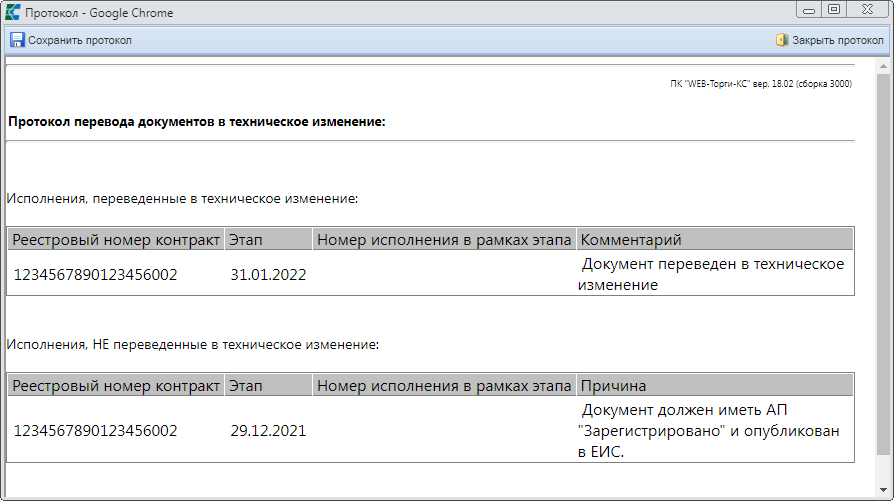 Протокол - Google Chrome
Сохранить протокол Закрыть протокол
ПК "WEB-Торги-КС" вер. 18.02 (сборка 3000)
Протокол перевода документов в техническое изменение:
Исполнения, переведенные в техническое изменение:
Реестровый номер контракт Этап Номер исполнения в рамках этапа Комментарий
1234567890123456002 31.01.2022 Документ переведен в техническое
изменение
Исполнения, НЕ переведенные в техническое изменение:
Реестровый номер контракт Этап Номер исполнения в рамках этапа Причина
1234567890123456002 29.12.2021 Документ должен иметь АП
"Зарегистрировано" и опубликован
в ЕИС.